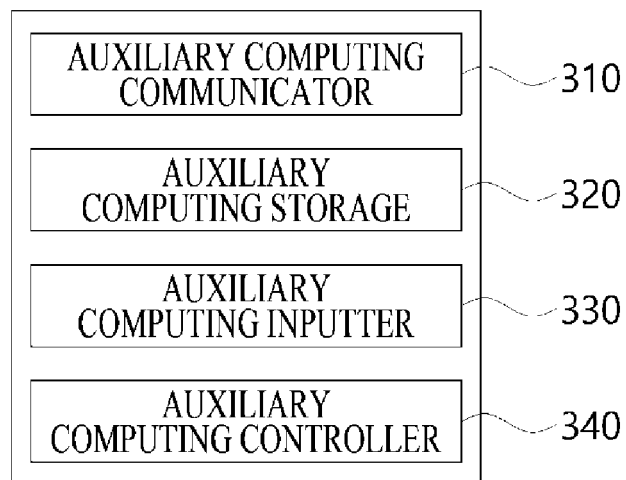 AUXILIARY COMPUTING
COMMUNICATOR
310
AUXILIARY
COMPUTING STORAGE
320
AUXILIARY
COMPUTING INPUTTER
330
AUXILIARY
COMPUTING CONTROLLER
340